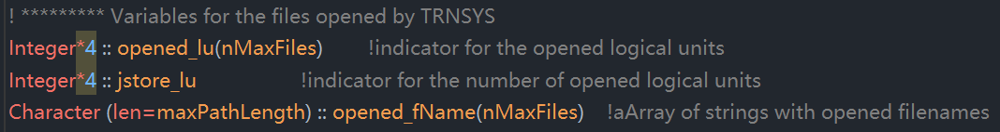 ! ********* Variables for the files opened by TRNSYS
Integer*4 :: opened_lu(nMaxFiles) !indicator for the opened logical units
Integer*4 :: jstore_lu !indicator for the number of opened logical units
Character (len=maxPathLength) :: opened_fName(nMaxFiles) !aArray of strings with opened filenames